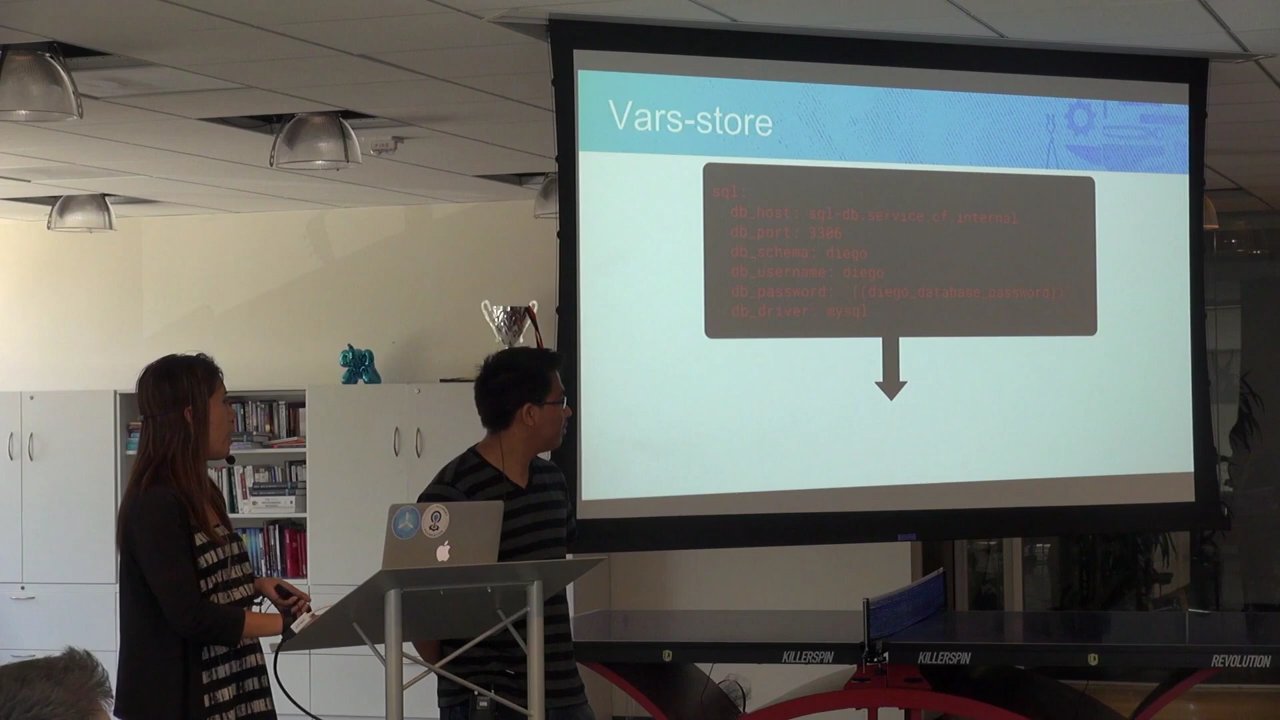 Vars-store
sql:
db_host: sql-db.service.cf.internal
db_port: 3306
db_schema: diego
db_username: diego
db_password: ((diego_database_password))
db_driver: mysql
KILLERSPIN
KILLERSPIN
REVOLUTION